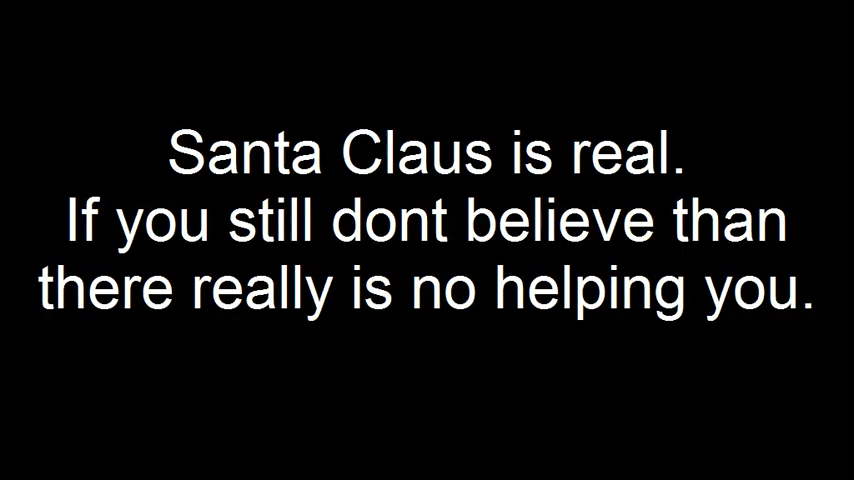 Santa Claus is real.
If you still dont believe than
there really is no helping you.